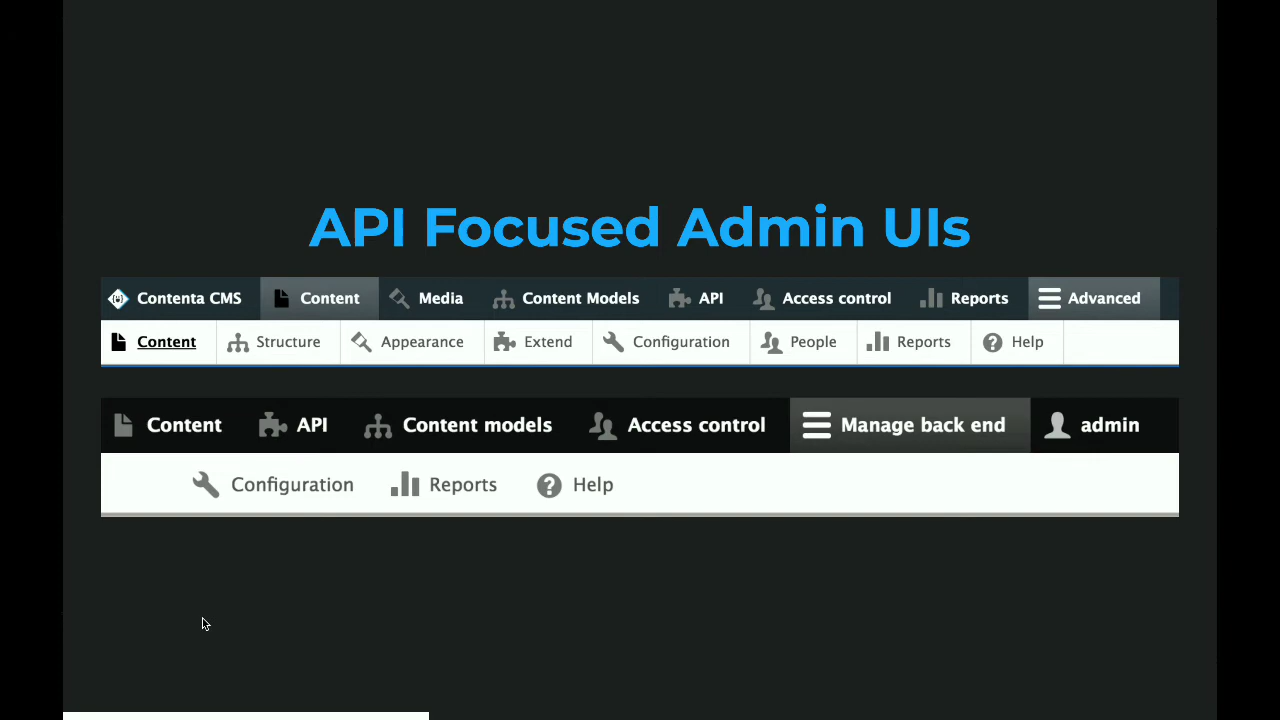 API Focused Admin UIs
Contenta CMS Content Media Content Models API Access control Reports Advanced
Content Structure Appearance Extend Configuration People Reports Help
Content API Content models Access control Manage back end admin
Configuration Reports Help